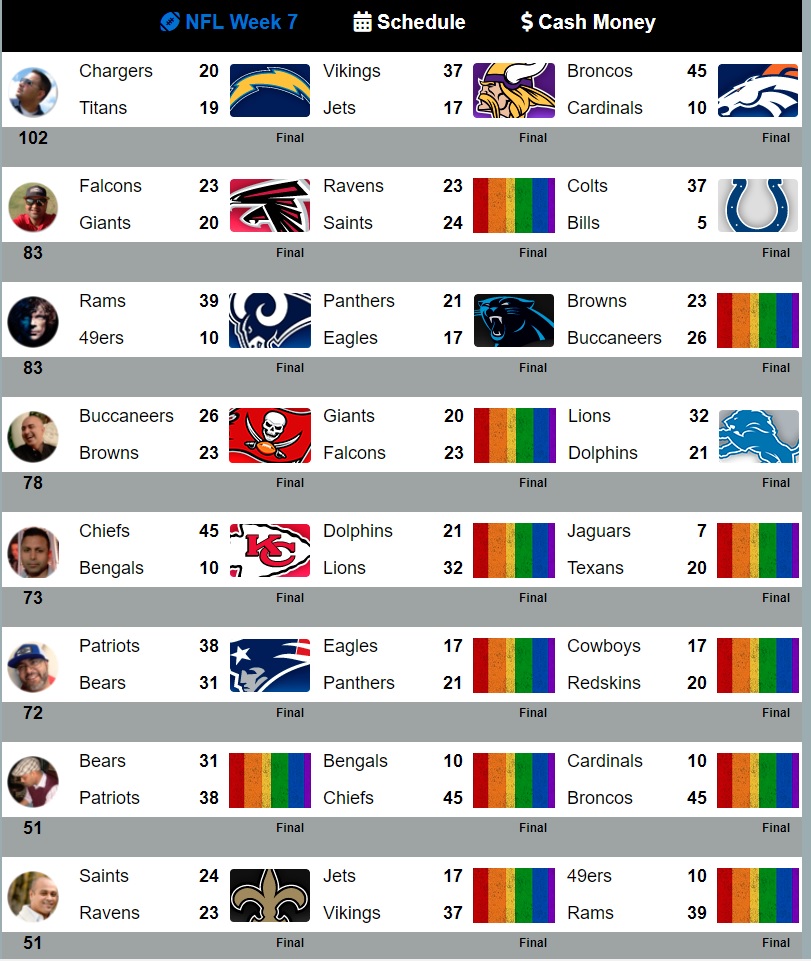 NFL Week 7 Schedule Cash Money
Chargers 20 Vikings 37 Broncos 45
Titans 19 Jets 17 Cardinals 10
102 Final Final Final
Falcons 23 Ravens 23 Colts 37
Giants 20 Saints 24 Bills 5
83 Final Final Final
Rams 39 Panthers 21 Browns 23
49ers 10 Eagles 17 Buccaneers 26
83 Final Final Final
Buccaneers 26 Giants 20 Lions 32
Browns 23 Falcons 23 Dolphins 21
78 Final Final Final
Chiefs 45 Dolphins 21 Jaguars 7
KC
Bengals 10 Lions 32 Texans 20
73 Final Final Final
Patriots 38 Eagles 17 Cowboys 17
Bears 31 Panthers 21 Redskins 20
72 Final Final Final
Bears 31 Bengals 10 Cardinals 10
Patriots 38 Chiefs 45 Broncos 45
51 Final Final Final
Saints 24 Jets 17 49ers 10
Ravens 23 Vikings 37 Rams 39
51 Final Final Final